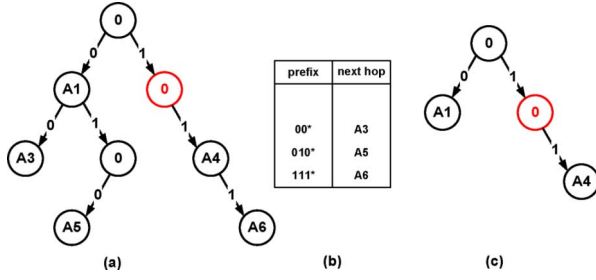 0
0 1
A1 0
0 1 1
A3 0 A4
0 1
A5 A6
(a)
prefix next hop
00* A3
010* A5
111* A6
(b)
0
0 1
A1 0
1
A4
(c)